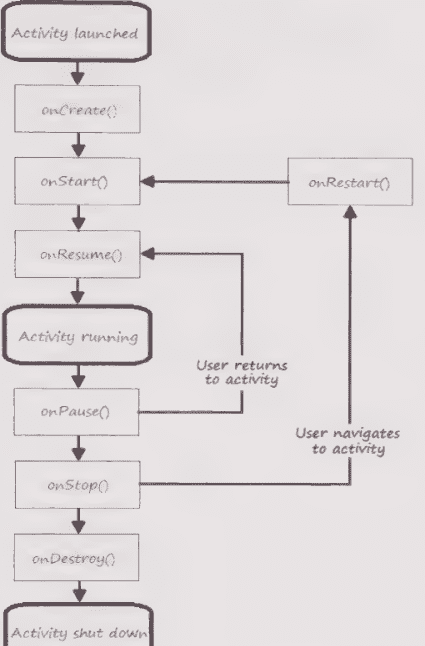 Activity launched
onCreate()
onStart()
onRestart()
onResume()
Activity running
User returns
to activity
onPause()
User navigates
to activity
onStop()
onDestroy()
Activity shut down